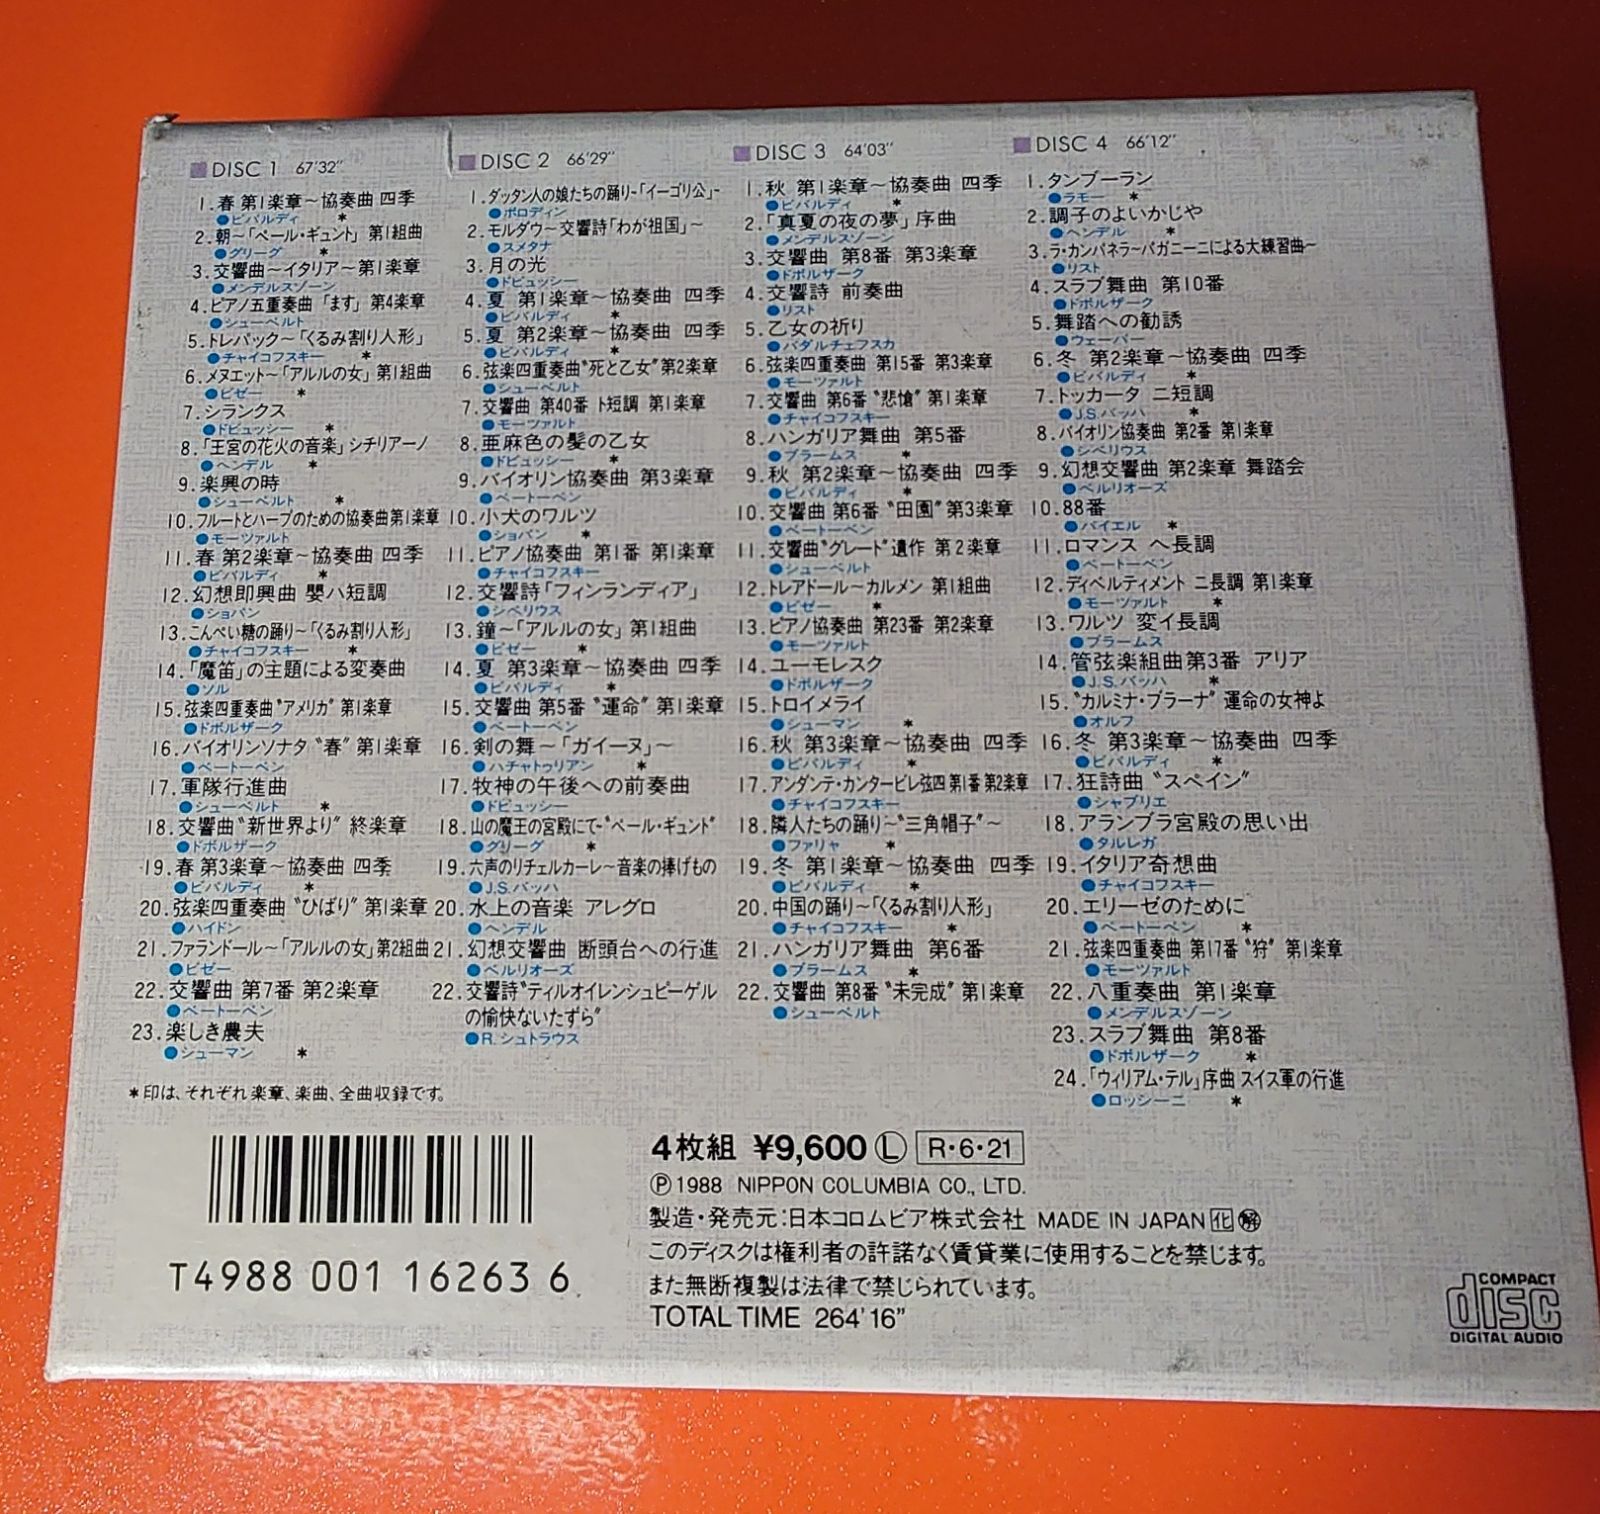 DISC 1 67'32"
1.春 第1楽章〜協奏曲 四季
●ビバルディ *
2.朝〜「ペール・ギュント」 第1組曲
●グリーグ *
3.交響曲〜イタリア〜第1楽章
●メンデルスゾーン
4.ピアノ五重奏曲 「ます」 第4楽章
●シューベルト
5.トレパック〜「くるみ割り人形」
●チャイコフスキー *
6.メヌエット〜「アルルの女」 第1組曲
●ビゼー *
7.シランクス
●ドビュッシー *
8.「王宮の花火の音楽」シチリアーノ
●ヘンデル *
9.楽興の時
●シューベルト *
10.フルートとハープのための協奏曲第1楽章
●モーツァルト
11.春 第2楽章〜協奏曲 四季
●ビバルディ *
12.幻想即興曲 嬰ハ短調
●ショパン
13.こんぺい糖の踊り〜「くるみ割り人形」
●チャイコフスキー *
14.「魔笛」の主題による変奏曲
●ソル
15.弦楽四重奏曲“アメリカ” 第1楽章
●ドボルザーク
16.バイオリンソナタ “春” 第1楽章
●ベートーベン
17.軍隊行進曲
●シューベルト *
18.交響曲“新世界より” 終楽章
●ドボルザーク
19.春 第3楽章〜協奏曲 四季
●ビバルディ *
20.弦楽四重奏曲 “ひばり” 第1楽章
●ハイドン
21.ファランドール〜「アルルの女」第2組曲
●ビゼー
22.交響曲 第7番 第2楽章
●ベートーベン
23.楽しき農夫
●シューマン *
*印は、それぞれ楽章、楽曲、全曲収録です。
DISC 2 66'29"
1.ダッタン人の娘たちの踊り-「イーゴリ公」-
●ボロディン
2.モルダウ〜交響詩「わが祖国」〜
●スメタナ
3.月の光
●ドビュッシー
4.夏 第1楽章〜協奏曲 四季
●ビバルディ *
5.夏 第2楽章〜協奏曲 四季
●ビバルディ *
6.弦楽四重奏曲“死と乙女”第2楽章
●シューベルト
7.交響曲 第40番 ト短調 第1楽章
●モーツァルト
8.亜麻色の髪の乙女
●ドビュッシー *
9.バイオリン協奏曲 第3楽章
●ベートーベン
10.小犬のワルツ
●ショパン *
11.ピアノ協奏曲 第1番 第1楽章
●チャイコフスキー
12.交響詩「フィンランディア」
●シベリウス
13.鐘〜「アルルの女」 第1組曲
●ビゼー *
14.夏 第3楽章〜協奏曲 四季
●ビバルディ *
15.交響曲 第5番 “運命” 第1楽章
●ベートーベン
16.剣の舞〜「ガイーヌ」〜
●ハチャトゥリアン *
17.牧神の午後への前奏曲
●ドビュッシー
18.山の魔王の宮殿にて-“ペール・ギュント”
●グリーグ *
19.六声のリチェルカーレ〜音楽の捧げもの
●J.S.バッハ
20.水上の音楽 アレグロ
●ヘンデル
21.幻想交響曲 断頭台への行進
●ベルリオーズ
22.交響詩“ティルオイレンシュピーゲル
の愉快ないたずら”
●R.シュトラウス
DISC 3 64'03"
1.秋 第1楽章〜協奏曲 四季
●ビバルディ *
2.「真夏の夜の夢」序曲
●メンデルスゾーン
3.交響曲 第8番 第3楽章
●ドボルザーク
4.交響詩 前奏曲
●リスト
5.乙女の祈り
●バダルチェフスカ
6.弦楽四重奏曲 第15番 第3楽章
●モーツァルト
7.交響曲 第6番 “悲愴” 第1楽章
●チャイコフスキー
8.ハンガリア舞曲 第5番
●ブラームス *
9.秋 第2楽章〜協奏曲 四季
●ビバルディ *
10.交響曲 第6番 “田園” 第3楽章
●ベートーベン
11.交響曲“グレード”遺作 第2楽章
●シューベルト
12.トレアドール〜カルメン 第1組曲
●ビゼー *
13.ピアノ協奏曲 第23番 第2楽章
●モーツァルト
14.ユーモレスク
●ドボルザーク
15.トロイメライ
●シューマン *
16.秋 第3楽章〜協奏曲 四季
●ビバルディ *
17.アンダンテ・カンタービレ弦四 第1番 第2楽章
●チャイコフスキー
18.隣人たちの踊り〜“三角帽子”〜
●ファリャ *
19.冬 第1楽章〜協奏曲 四季
●ビバルディ *
20.中国の踊り〜「くるみ割り人形」
●チャイコフスキー *
21.ハンガリア舞曲 第6番
●ブラームス *
22.交響曲 第8番 “未完成” 第1楽章
●シューベルト
DISC 4 66'12"
1.タンブーラン
●ラモー *
2.調子のよいかじや
●ヘンデル *
3.ラ・カンパネラ〜パガニーニによる大練習曲〜
●リスト
4.スラブ舞曲 第10番
●ドボルザーク
5.舞踏への勧誘
●ウェーバー
6.冬 第2楽章〜協奏曲 四季
●ビバルディ *
7.トッカータ ニ短調
●J.S.バッハ *
8.バイオリン協奏曲 第2番 第1楽章
●シベリウス
9.幻想交響曲 第2楽章 舞踏会
●ベルリオーズ
10.88番
●バイエル *
11.ロマンス ヘ長調
●ベートーベン
12.ディベルティメント ニ長調 第1楽章
●モーツァルト *
13.ワルツ 変イ長調
●ブラームス
14.管弦楽組曲第3番 アリア
●J.S.バッハ *
15.“カルミナ・ブラーナ” 運命の女神よ
●オルフ
16.冬 第3楽章〜協奏曲 四季
●ビバルディ *
17.狂詩曲 “スペイン”
●シャブリエ
18.アランブラ宮殿の思い出
●タルレガ
19.イタリア奇想曲
●チャイコフスキー
20.エリーゼのために
●ベートーベン *
21.弦楽四重奏曲 第17番 “狩” 第1楽章
●モーツァルト
22.八重奏曲 第1楽章
●メンデルスゾーン
23.スラブ舞曲 第8番
●ドボルザーク *
24.「ウィリアム・テル」序曲 スイス軍の行進
●ロッシーニ *
T4988 001 16263 6
4枚組 ¥9,600 Ⓛ R・6・21
Ⓟ1988 NIPPON COLUMBIA CO., LTD.
製造・発売元:日本コロムビア株式会社 MADE IN JAPAN 化 解
このディスクは権利者の許諾なく賃貸業に使用することを禁じます。
また無断複製は法律で禁じられています。
TOTAL TIME 264'16"
COMPACT
disc
DIGITAL AUDIO